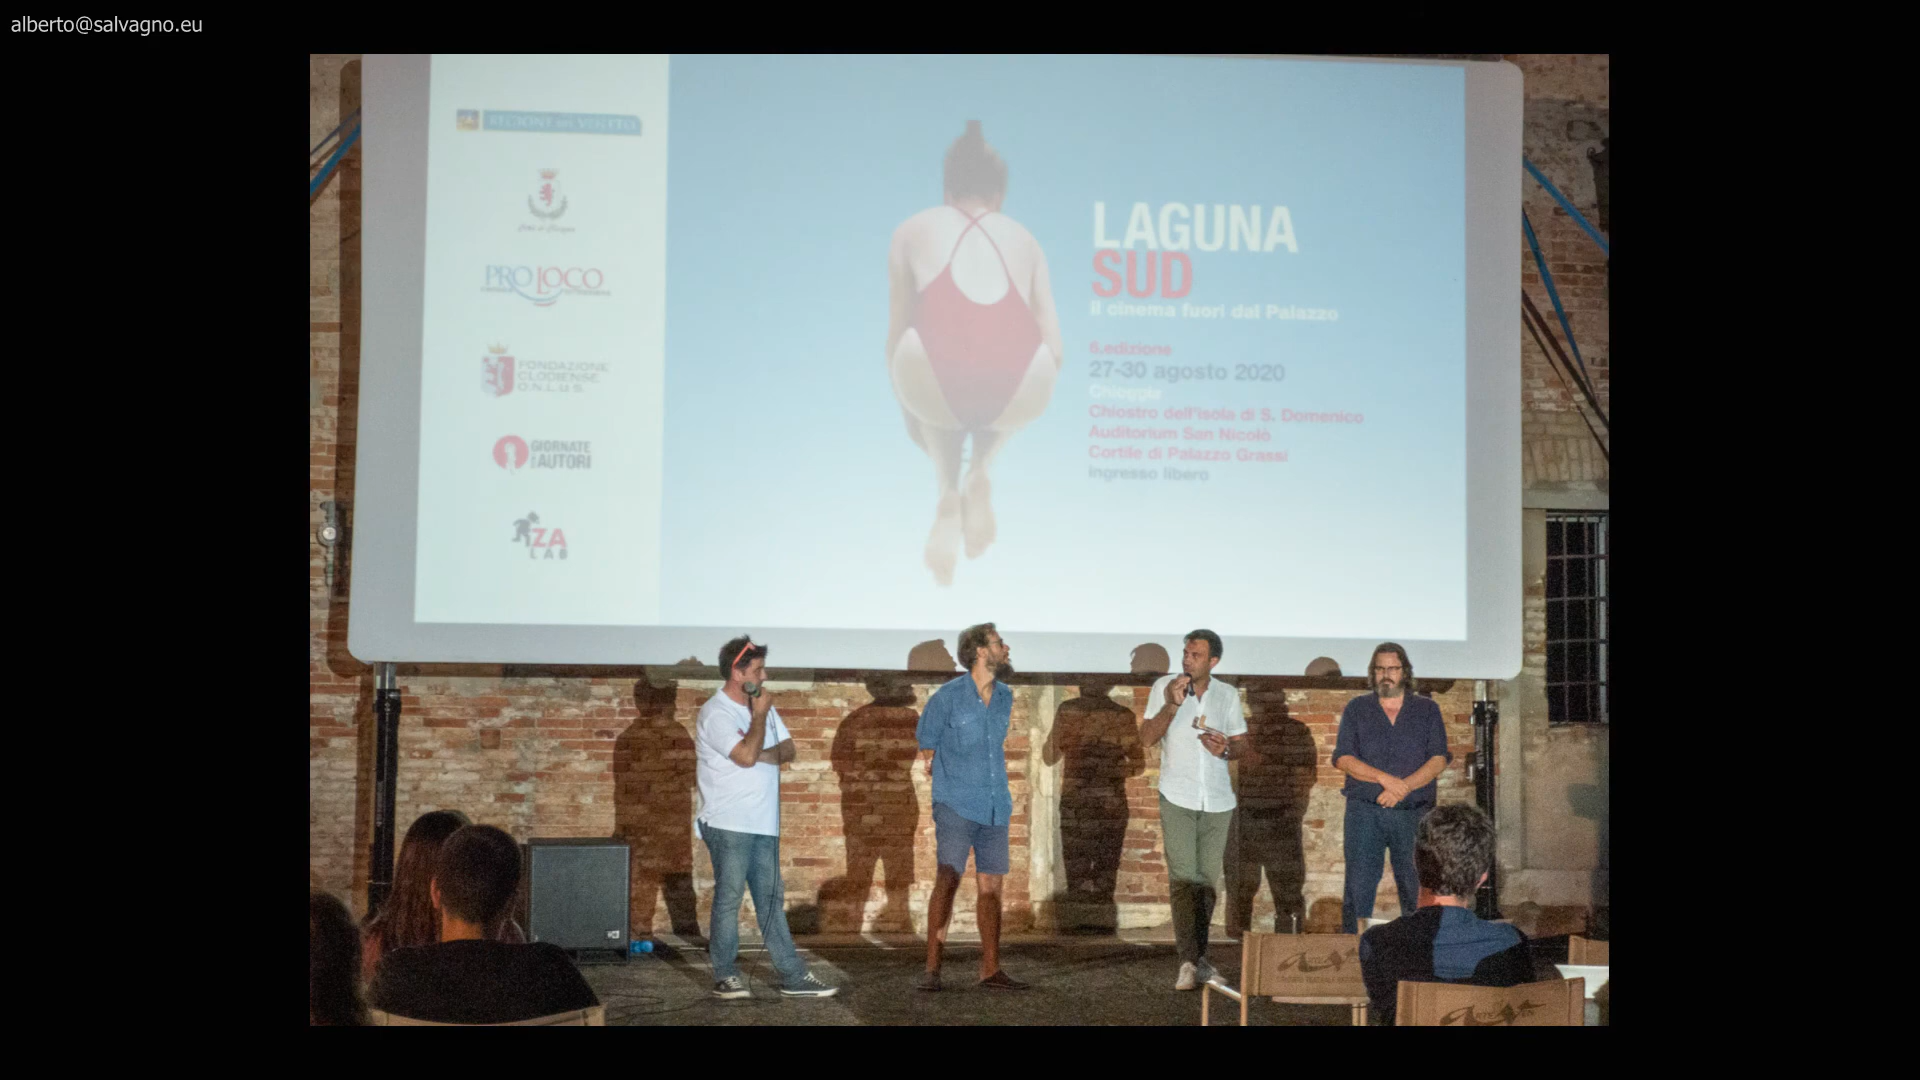 alberto@salvagno.eu
REGIONE DEL VENETO
PRO LOCO
FONDAZIONE
CLODIENSE
O.N.L.U.S.
GIORNATE
DEGLI AUTORI
ZA
LAB
LAGUNA
SUD
Il cinema fuori dal Palazzo
6.edizione
27-30 agosto 2020
Chioggia
Chiostro dell'isola di S. Domenico
Auditorium San Nicolò
Cortile di Palazzo Grassi
ingresso libero